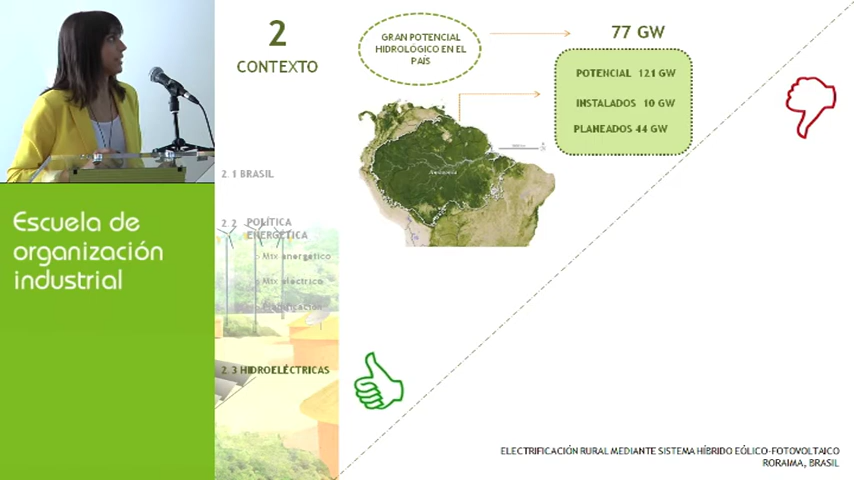 Escuela de
organización
industrial
2
CONTEXTO
2.1 BRASIL
2.2 POLÍTICA
ENERGÉTICA
Mix energético
Mix eléctrico
Planificación
2.3 HIDROELÉCTRICAS
GRAN POTENCIAL
HIDROLÓGICO EN EL
PAÍS
77 GW
POTENCIAL 121 GW
INSTALADOS 10 GW
PLANEADOS 44 GW
Amazonia
ELECTRIFICACIÓN RURAL MEDIANTE SISTEMA HÍBRIDO EÓLICO-FOTOVOLTAICO
RORAIMA, BRASIL